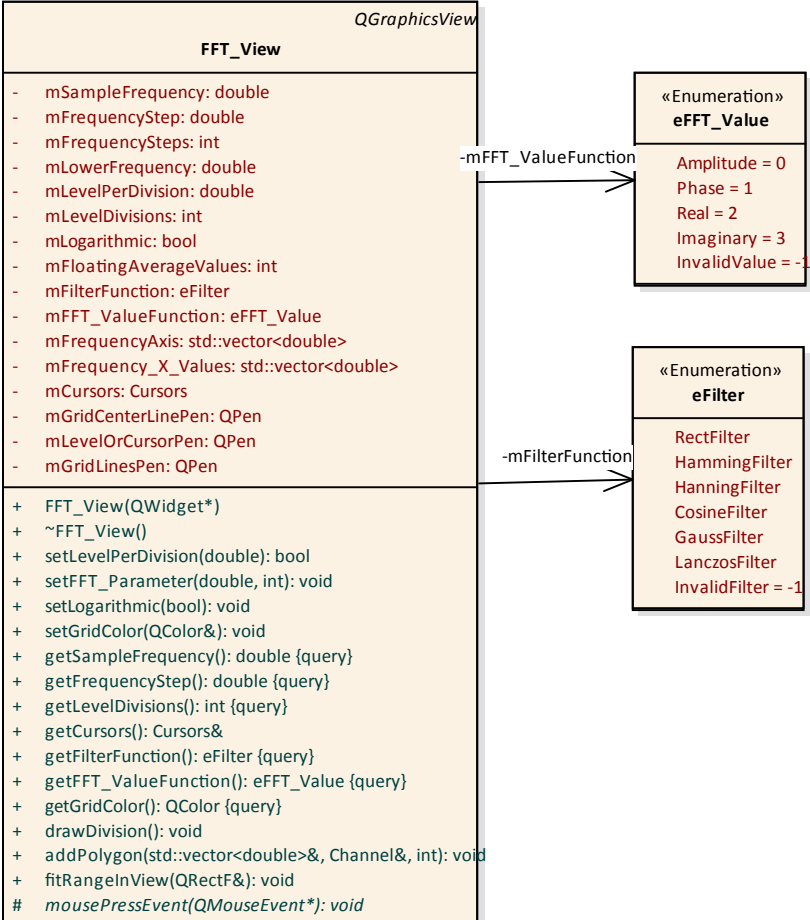 QGraphicsView
FFT_View
- mSampleFrequency: double
- mFrequencyStep: double
- mFrequencySteps: int
- mLowerFrequency: double
- mLevelPerDivision: double
- mLevelDivisions: int
- mLogarithmic: bool
- mFloatingAverageValues: int
- mFilterFunction: eFilter
- mFFT_ValueFunction: eFFT_Value
- mFrequencyAxis: std::vector<double>
- mFrequency_X_Values: std::vector<double>
- mCursors: Cursors
- mGridCenterLinePen: QPen
- mLevelOrCursorPen: QPen
- mGridLinesPen: QPen
+ FFT_View(QWidget*)
+ ~FFT_View()
+ setLevelPerDivision(double): bool
+ setFFT_Parameter(double, int): void
+ setLogarithmic(bool): void
+ setGridColor(QColor&): void
+ getSampleFrequency(): double {query}
+ getFrequencyStep(): double {query}
+ getLevelDivisions(): int {query}
+ getCursors(): Cursors&
+ getFilterFunction(): eFilter {query}
+ getFFT_ValueFunction(): eFFT_Value {query}
+ getGridColor(): QColor {query}
+ drawDivision(): void
+ addPolygon(std::vector<double>&, Channel&, int): void
+ fitRangeInView(QRectF&): void
# mousePressEvent(QMouseEvent*): void
-mFFT_ValueFunction
«Enumeration»
eFFT_Value
Amplitude = 0
Phase = 1
Real = 2
Imaginary = 3
InvalidValue = -1
-mFilterFunction
«Enumeration»
eFilter
RectFilter
HammingFilter
HanningFilter
CosineFilter
GaussFilter
LanczosFilter
InvalidFilter = -1